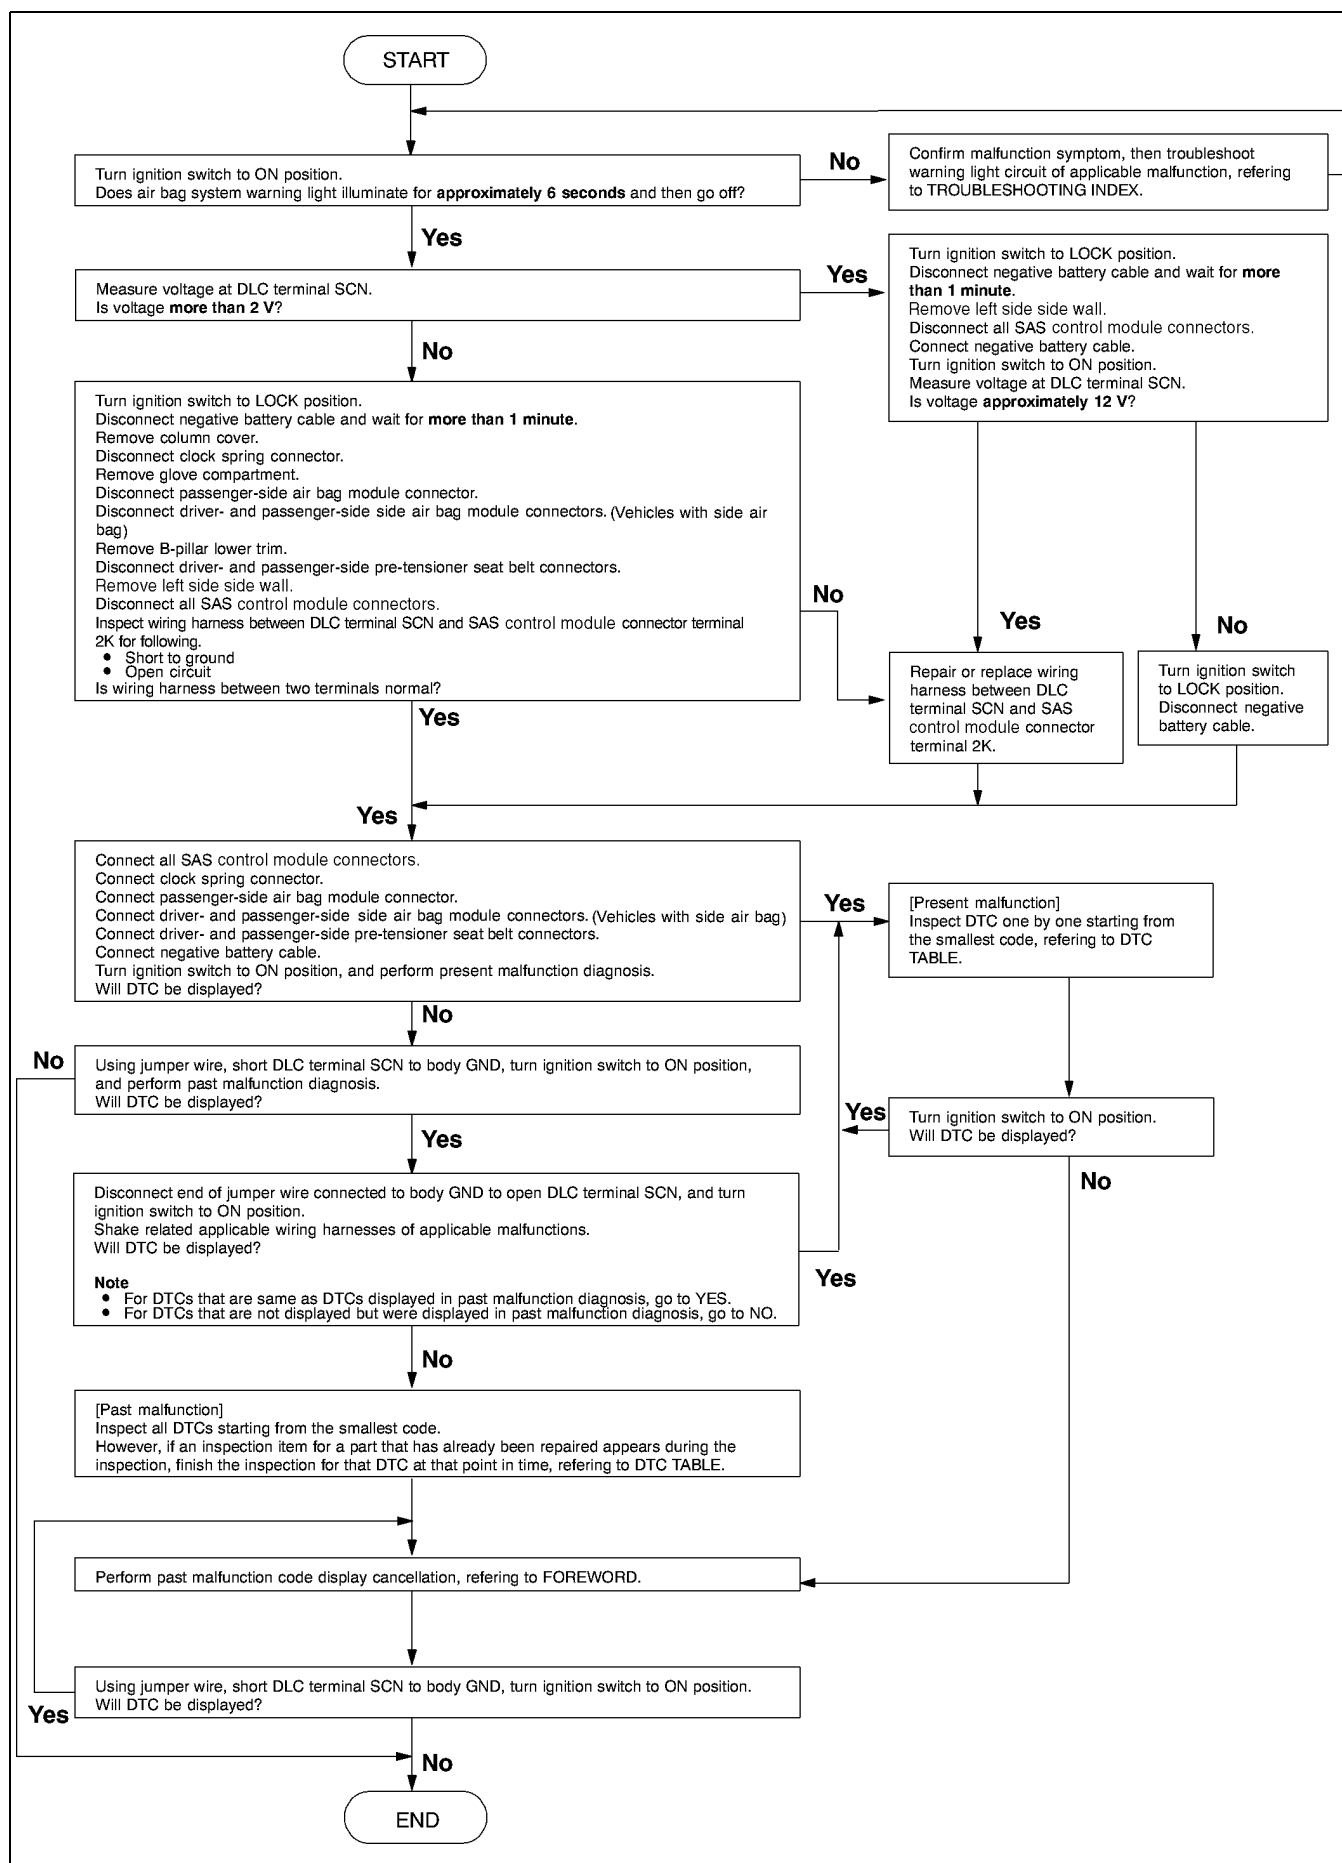 START
Turn ignition switch to ON position.
Does air bag system warning light illuminate for approximately 6 seconds and then go off?
No
Confirm malfunction symptom, then troubleshoot
warning light circuit of applicable malfunction, refering
to TROUBLESHOOTING INDEX.
Yes
Measure voltage at DLC terminal SCN.
Is voltage more than 2 V?
Yes
Turn ignition switch to LOCK position.
Disconnect negative battery cable and wait for more
than 1 minute.
Remove left side side wall.
Disconnect all SAS control module connectors.
Connect negative battery cable.
Turn ignition switch to ON position.
Measure voltage at DLC terminal SCN.
Is voltage approximately 12 V?
No
Turn ignition switch to LOCK position.
Disconnect negative battery cable and wait for more than 1 minute.
Remove column cover.
Disconnect clock spring connector.
Remove glove compartment.
Disconnect passenger-side air bag module connector.
Disconnect driver- and passenger-side side air bag module connectors. (Vehicles with side air
bag)
Remove B-pillar lower trim.
Disconnect driver- and passenger-side pre-tensioner seat belt connectors.
Remove left side side wall.
Disconnect all SAS control module connectors.
Inspect wiring harness between DLC terminal SCN and SAS control module connector terminal
2K for following.
• Short to ground
• Open circuit
Is wiring harness between two terminals normal?
No
Yes
No
Repair or replace wiring
harness between DLC
terminal SCN and SAS
control module connector
terminal 2K.
Turn ignition switch
to LOCK position.
Disconnect negative
battery cable.
Yes
Yes
Connect all SAS control module connectors.
Connect clock spring connector.
Connect passenger-side air bag module connector.
Connect driver- and passenger-side side air bag module connectors. (Vehicles with side air bag)
Connect driver- and passenger-side pre-tensioner seat belt connectors.
Connect negative battery cable.
Turn ignition switch to ON position, and perform present malfunction diagnosis.
Will DTC be displayed?
Yes
[Present malfunction]
Inspect DTC one by one starting from
the smallest code, refering to DTC
TABLE.
No
No
Using jumper wire, short DLC terminal SCN to body GND, turn ignition switch to ON position,
and perform past malfunction diagnosis.
Will DTC be displayed?
Yes
Turn ignition switch to ON position.
Will DTC be displayed?
Yes
No
Disconnect end of jumper wire connected to body GND to open DLC terminal SCN, and turn
ignition switch to ON position.
Shake related applicable wiring harnesses of applicable malfunctions.
Will DTC be displayed?
Note
• For DTCs that are same as DTCs displayed in past malfunction diagnosis, go to YES.
• For DTCs that are not displayed but were displayed in past malfunction diagnosis, go to NO.
Yes
No
[Past malfunction]
Inspect all DTCs starting from the smallest code.
However, if an inspection item for a part that has already been repaired appears during the
inspection, finish the inspection for that DTC at that point in time, refering to DTC TABLE.
Perform past malfunction code display cancellation, refering to FOREWORD.
Using jumper wire, short DLC terminal SCN to body GND, turn ignition switch to ON position.
Will DTC be displayed?
Yes
No
END